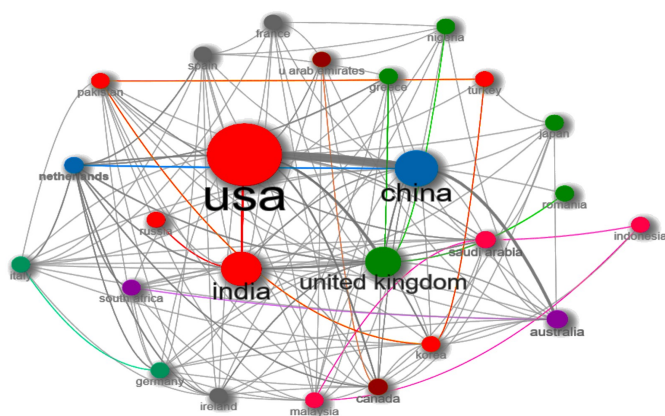 france
nigeria
spain
u arab emirates
pakistan
greece
turkey
japan
netherlands
usa
china
romania
russia
indonesia
saudi arabia
italy
india
united kingdom
south africa
australia
korea
germany
canada
ireland
malaysia